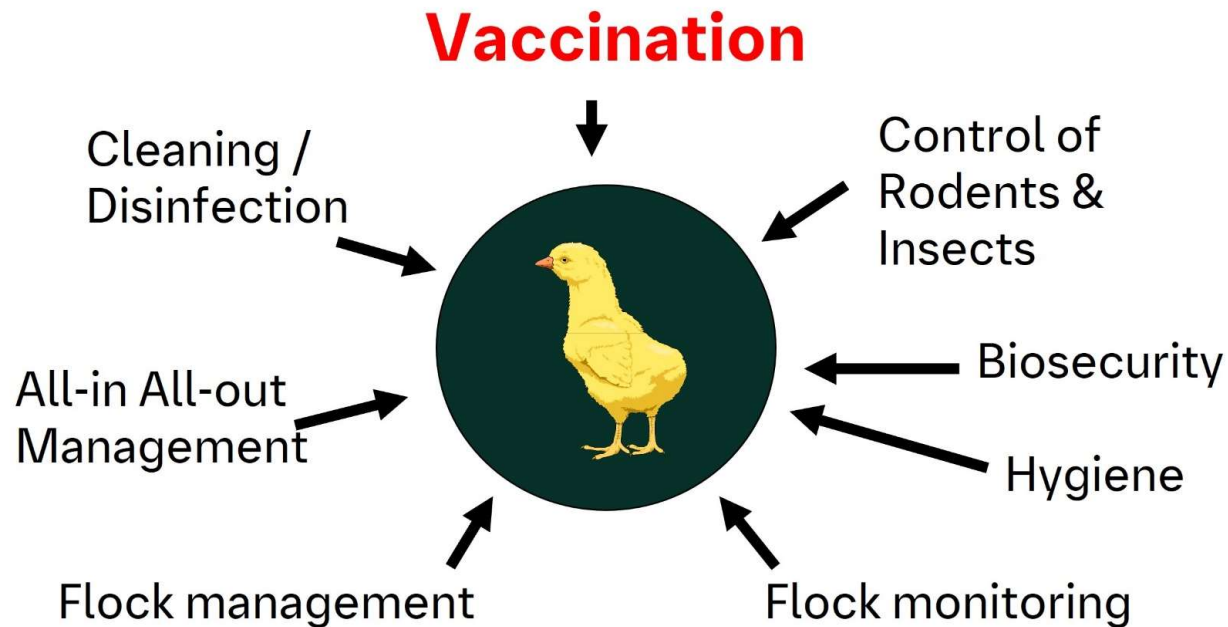 Vaccination
Cleaning /
Disinfection
Control of
Rodents &
Insects
All-in All-out
Management
Biosecurity
Hygiene
Flock management
Flock monitoring